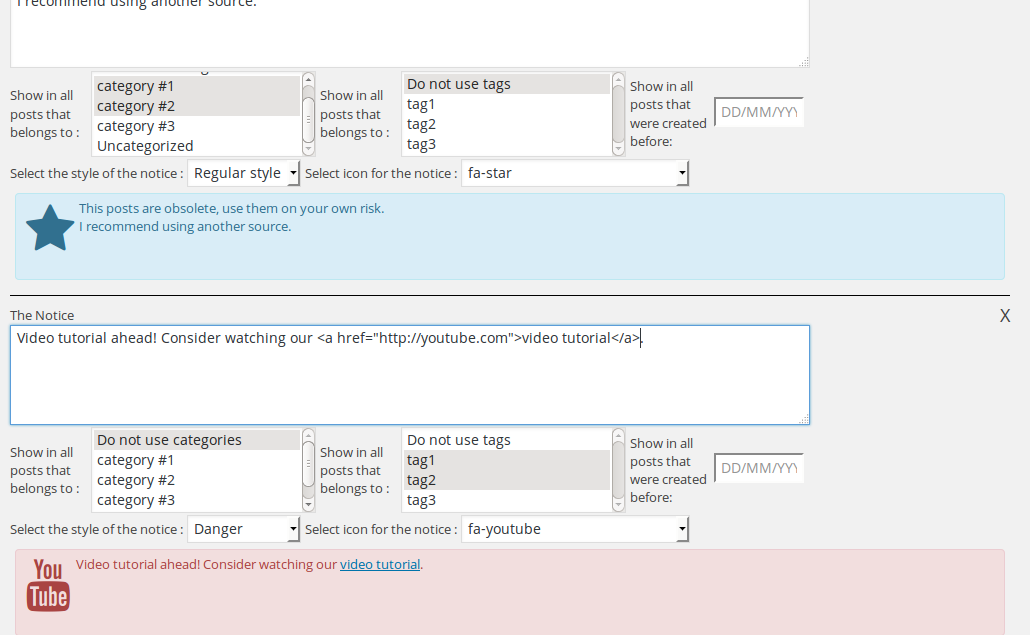 I recommend using another source.
Show in all
posts that
belongs to :
category #1
category #2
category #3
Uncategorized
Show in all
posts that
belongs to :
Do not use tags
tag1
tag2
tag3
Show in all
posts that
were created
before:
DD/MM/YY
Select the style of the notice : Regular style Select icon for the notice : fa-star
This posts are obsolete, use them on your own risk.
I recommend using another source.
The Notice X
Video tutorial ahead! Consider watching our <a href="http://youtube.com">video tutorial</a>.
Show in all
posts that
belongs to :
Do not use categories
category #1
category #2
category #3
Show in all
posts that
belongs to :
Do not use tags
tag1
tag2
tag3
Show in all
posts that
were created
before:
DD/MM/YY
Select the style of the notice : Danger Select icon for the notice : fa-youtube
You
Tube
Video tutorial ahead! Consider watching our video tutorial.